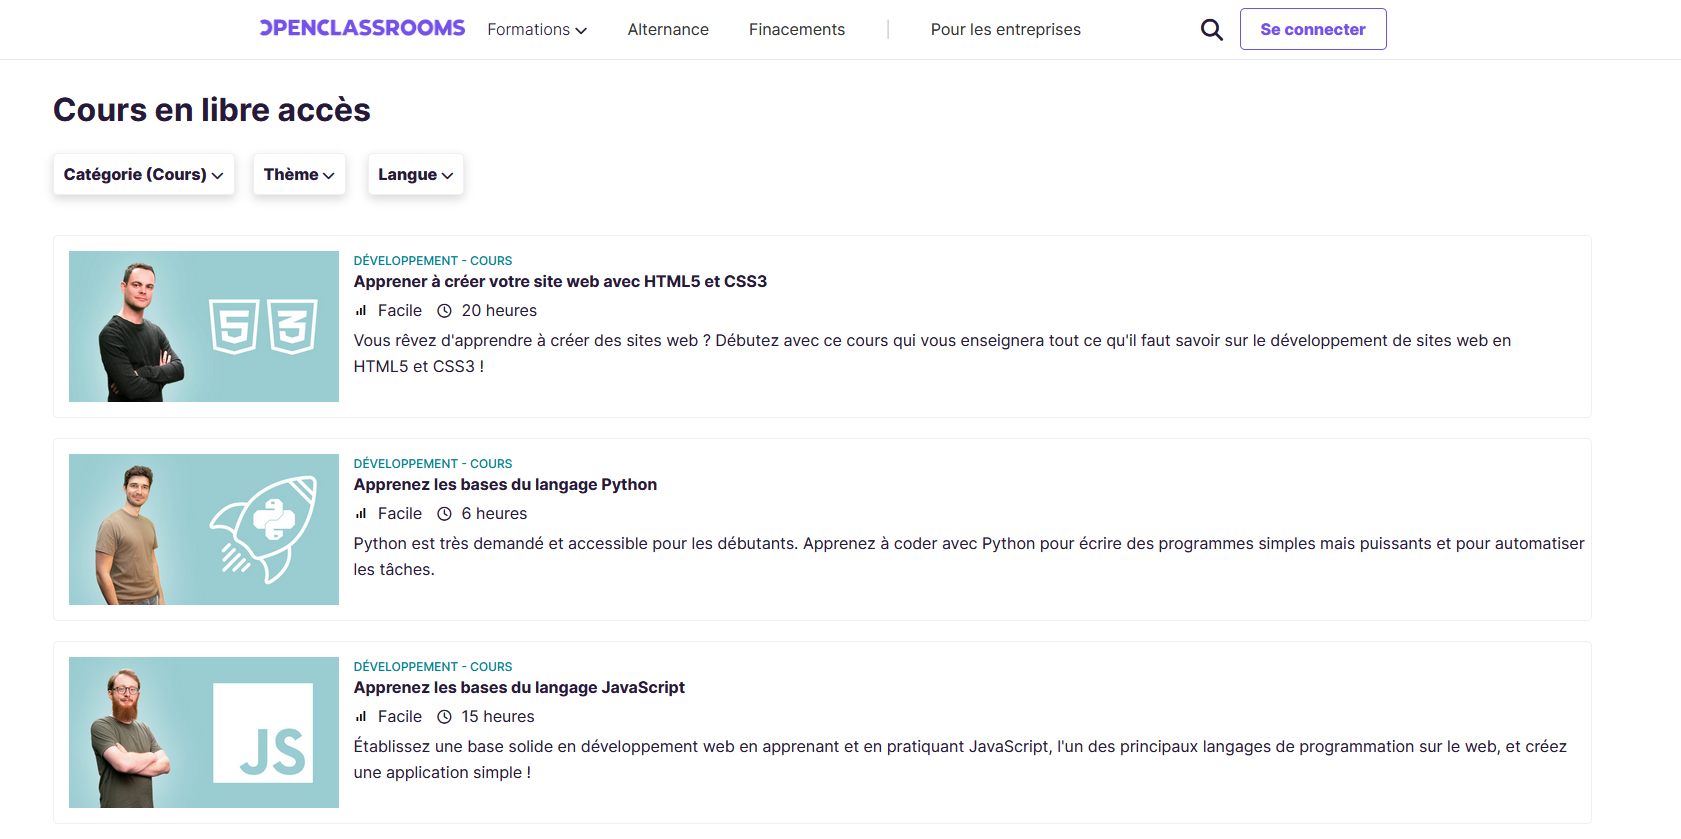 OPENCLASSROOMS Formations Alternance Finacements Pour les entreprises Se connecter
Cours en libre accès
Catégorie (Cours) Thème Langue
5 3
DÉVELOPPEMENT - COURS
Apprener à créer votre site web avec HTML5 et CSS3
Facile 20 heures
Vous rêvez d'apprendre à créer des sites web ? Débutez avec ce cours qui vous enseignera tout ce qu'il faut savoir sur le développement de sites web en
HTML5 et CSS3 !
DÉVELOPPEMENT - COURS
Apprenez les bases du langage Python
Facile 6 heures
Python est très demandé et accessible pour les débutants. Apprenez à coder avec Python pour écrire des programmes simples mais puissants et pour automatiser
les tâches.
JS
DÉVELOPPEMENT - COURS
Apprenez les bases du langage JavaScript
Facile 15 heures
Établissez une base solide en développement web en apprenant et en pratiquant JavaScript, l'un des principaux langages de programmation sur le web, et créez
une application simple !